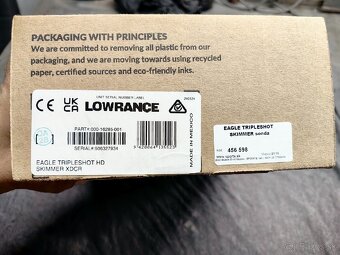 PACKAGING WITH PRINCIPLES
We are committed to removing all plastic from our
packaging, and we are moving towards using recycled
paper, certified sources and eco-friendly inks.
UNIT SERIAL NUMBER LABEL
CE UK CA LOWRANCE
PART# 000-16295-001
SERIAL# 506327934
MADE IN MEXICO
EAGLE TRIPLESHOT HD
SKIMMER XDCR
EAGLE TRIPLESHOT
SKIMMER sonda
456 598